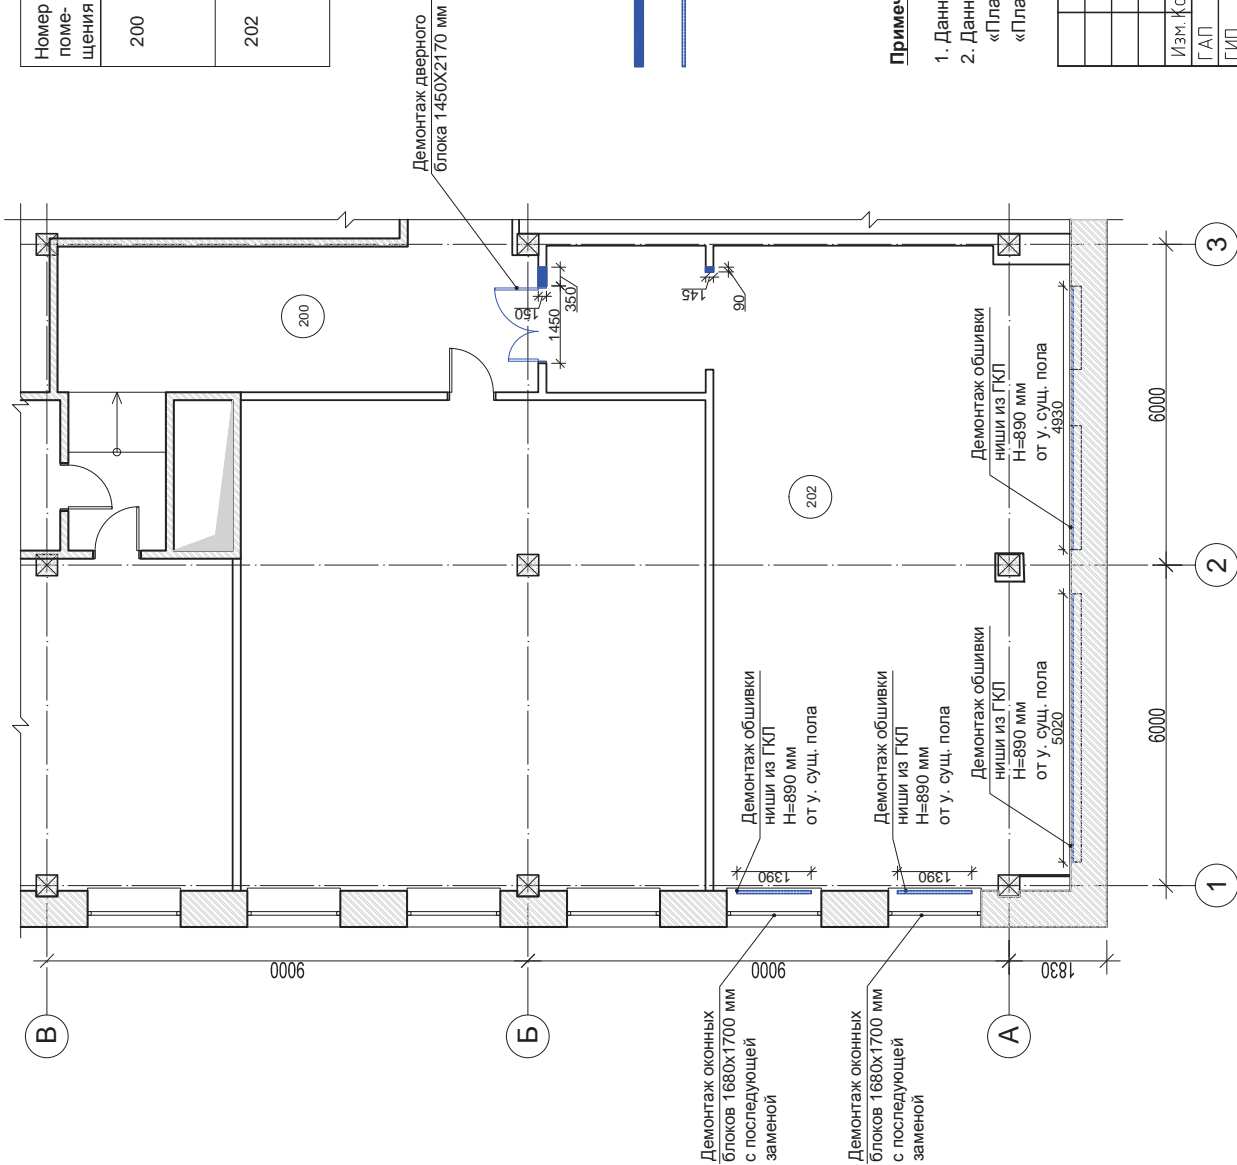 Номер
поме-
щения
200
202
Демонтаж дверного
блока 1450X2170 мм
Примеч
1. Данн
2. Данн
«Пла
«Пла
Изм.
Ко
ГАП
ГИП
200
150
1450
350
145
90
202
Демонтаж обшивки
ниши из ГКЛ
H=890 мм
от у. сущ. пола
4930
Демонтаж обшивки
ниши из ГКЛ
H=890 мм
от у. сущ. пола
5020
Демонтаж обшивки
ниши из ГКЛ
H=890 мм
от у. сущ. пола
1390
Демонтаж обшивки
ниши из ГКЛ
H=890 мм
от у. сущ. пола
1390
Демонтаж оконных
блоков 1680x1700 мм
с последующей
заменой
Демонтаж оконных
блоков 1680x1700 мм
с последующей
заменой
9000
9000
1830
6000
6000
В
Б
А
1
2
3